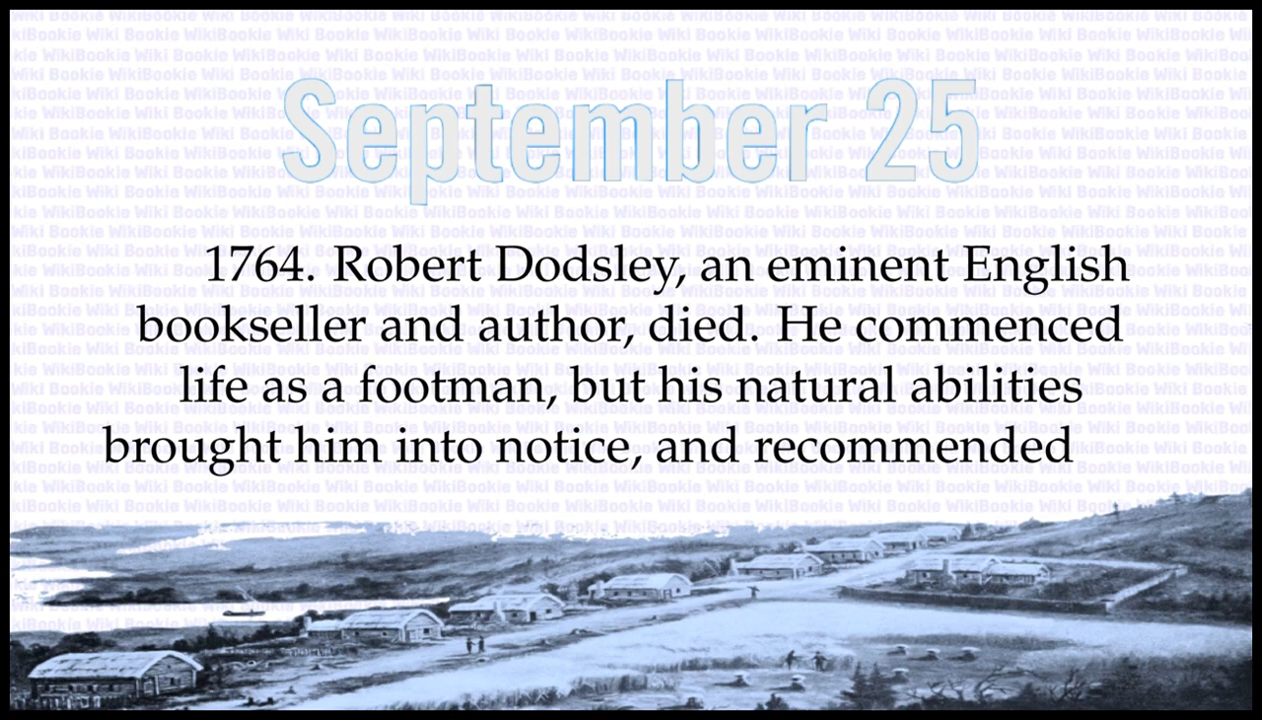 September 25
1764. Robert Dodsley, an eminent English
bookseller and author, died. He commenced
life as a footman, but his natural abilities
brought him into notice, and recommended